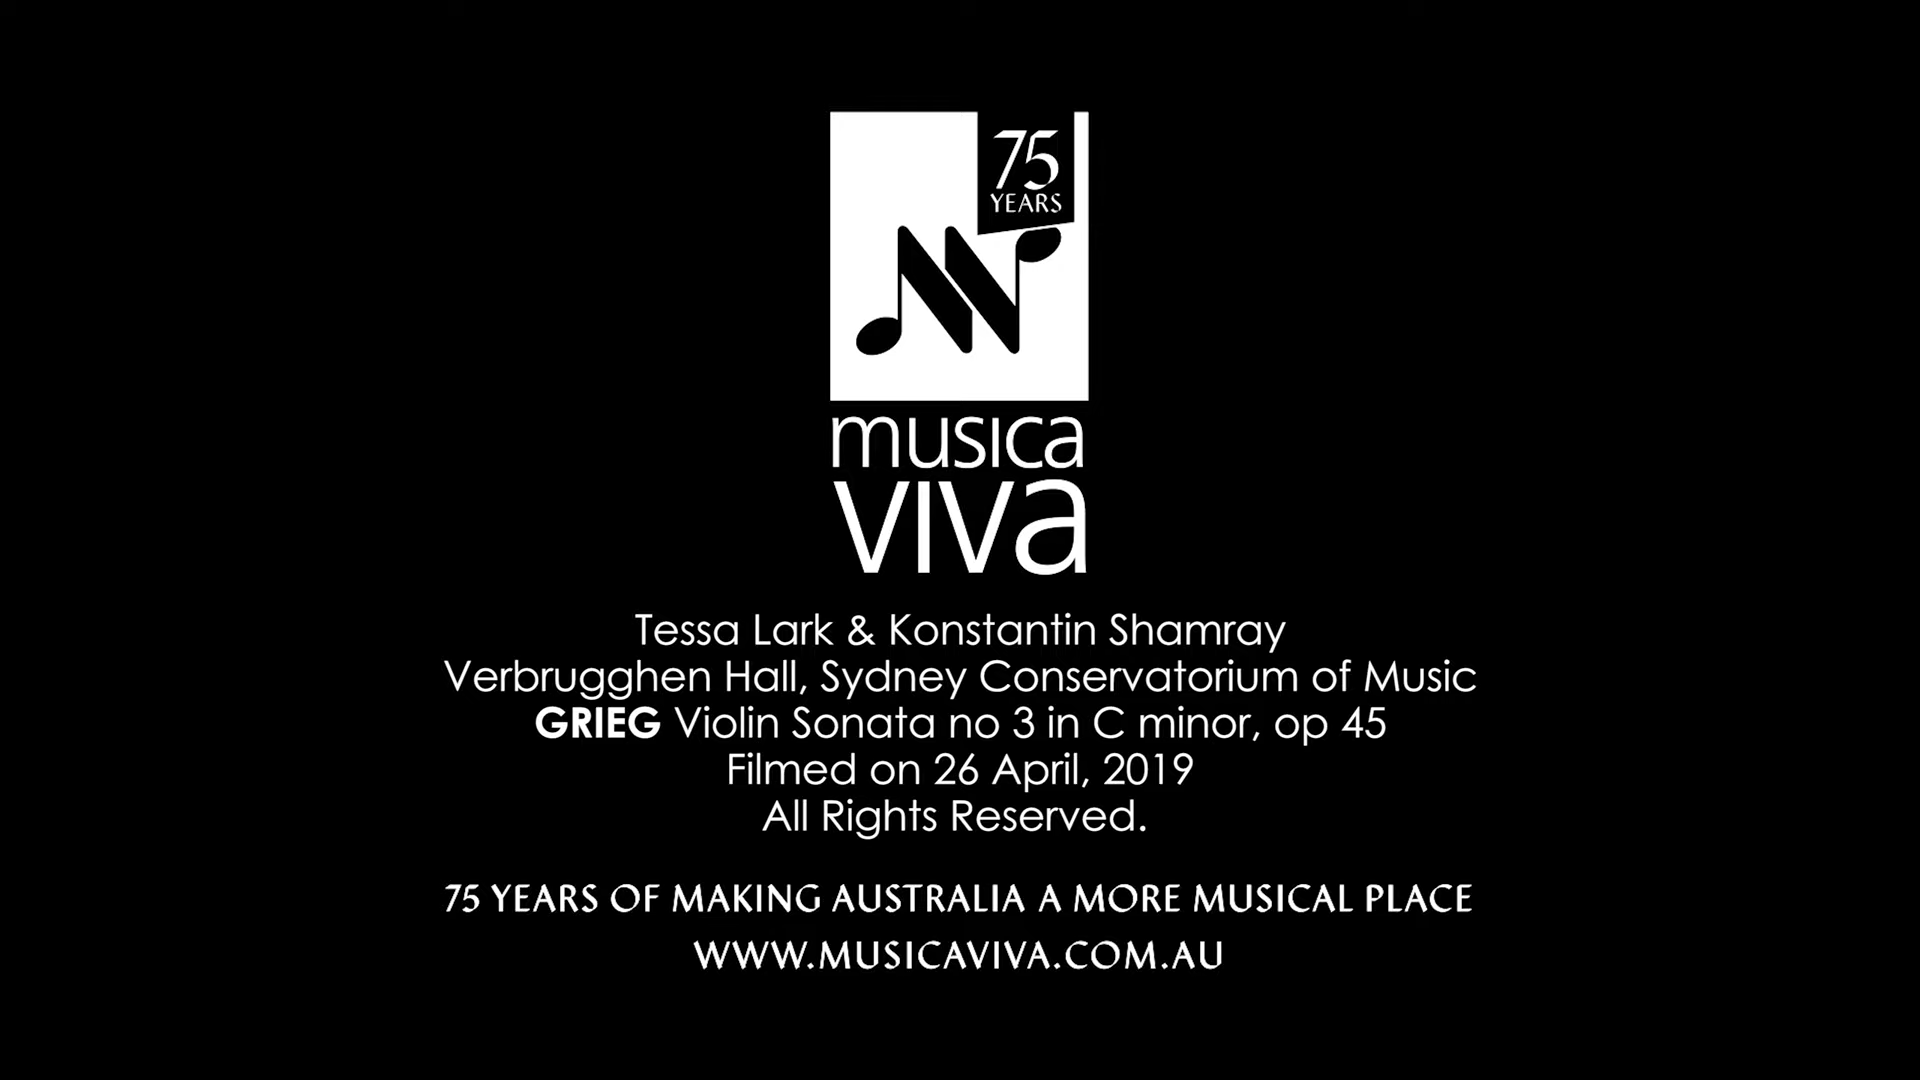 75
YEARS
musica
viva
Tessa Lark & Konstantin Shamray
Verbrugghen Hall, Sydney Conservatorium of Music
GRIEG Violin Sonata no 3 in C minor, op 45
Filmed on 26 April, 2019
All Rights Reserved.
75 YEARS OF MAKING AUSTRALIA A MORE MUSICAL PLACE
WWW.MUSICAVIVA.COM.AU